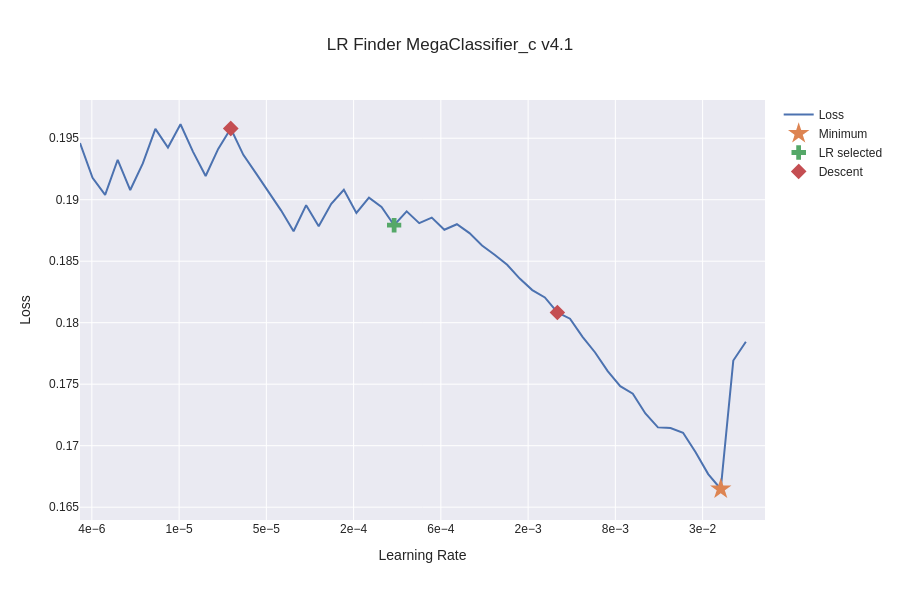 LR Finder MegaClassifier_c v4.1
Loss
Minimum
LR selected
Descent
0.195
0.19
0.185
0.18
0.175
0.17
0.165
Loss
4e−6 1e−5 5e−5 2e−4 6e−4 2e−3 8e−3 3e−2
Learning Rate